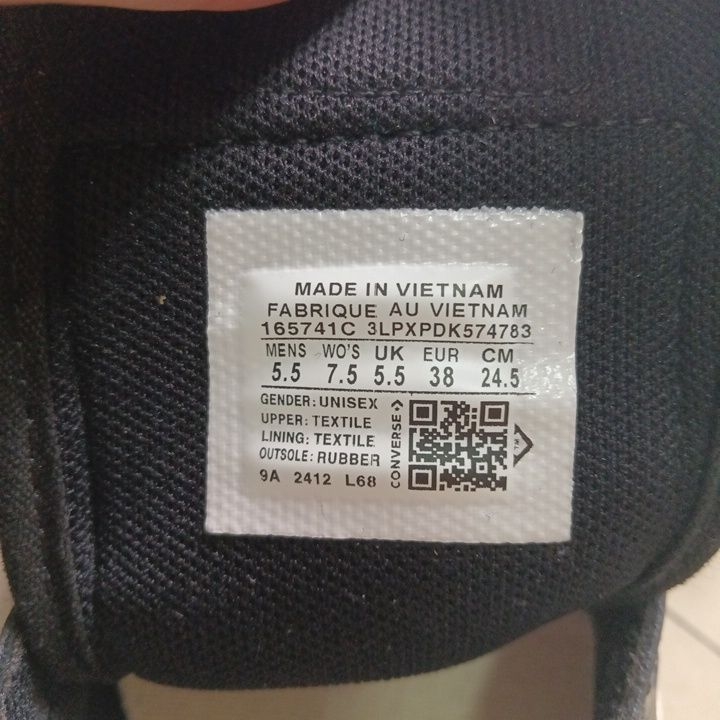 MADE IN VIETNAM
FABRIQUE AU VIETNAM
165741C 3LPXPDK574783
MENS WO'S UK EUR CM
5.5 7.5 5.5 38 24.5
GENDER: UNISEX
UPPER: TEXTILE
LINING: TEXTILE
OUTSOLE: RUBBER
9A 2412 L68
CONVERSE
TM